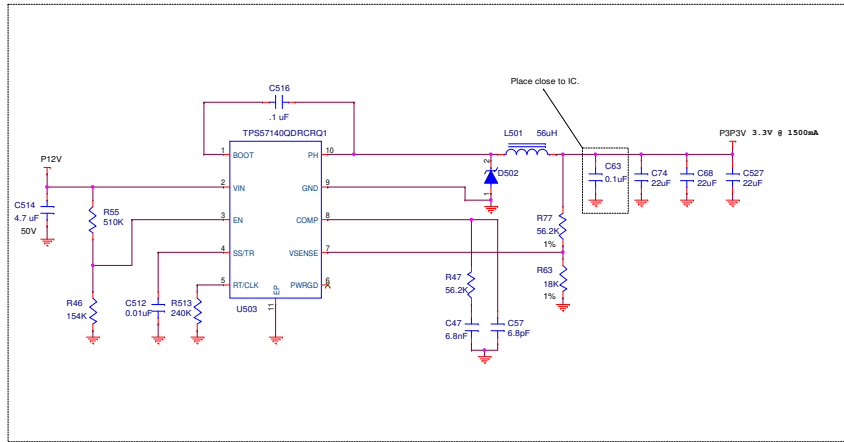 Place close to IC.
C516
.1 uF
TPS57140QDRCRQ1
L501 56uH
P3P3V 3.3V @ 1500mA
1 BOOT PH 10
P12V
2
D502
1
C63
0.1uF
C74
22uF
C68
22uF
C527
22uF
2 VIN GND 9
C514
4.7 uF
50V
R55
510K
3 EN COMP 8
R77
56.2K
1%
4 SS/TR VSENSE 7
R47
56.2K
R63
18K
1%
5 RT/CLK PWRGD 6
EP
11
R46
154K
C512
0.01uF
R513
240K
U503
C47
6.8nF
C57
6.8pF